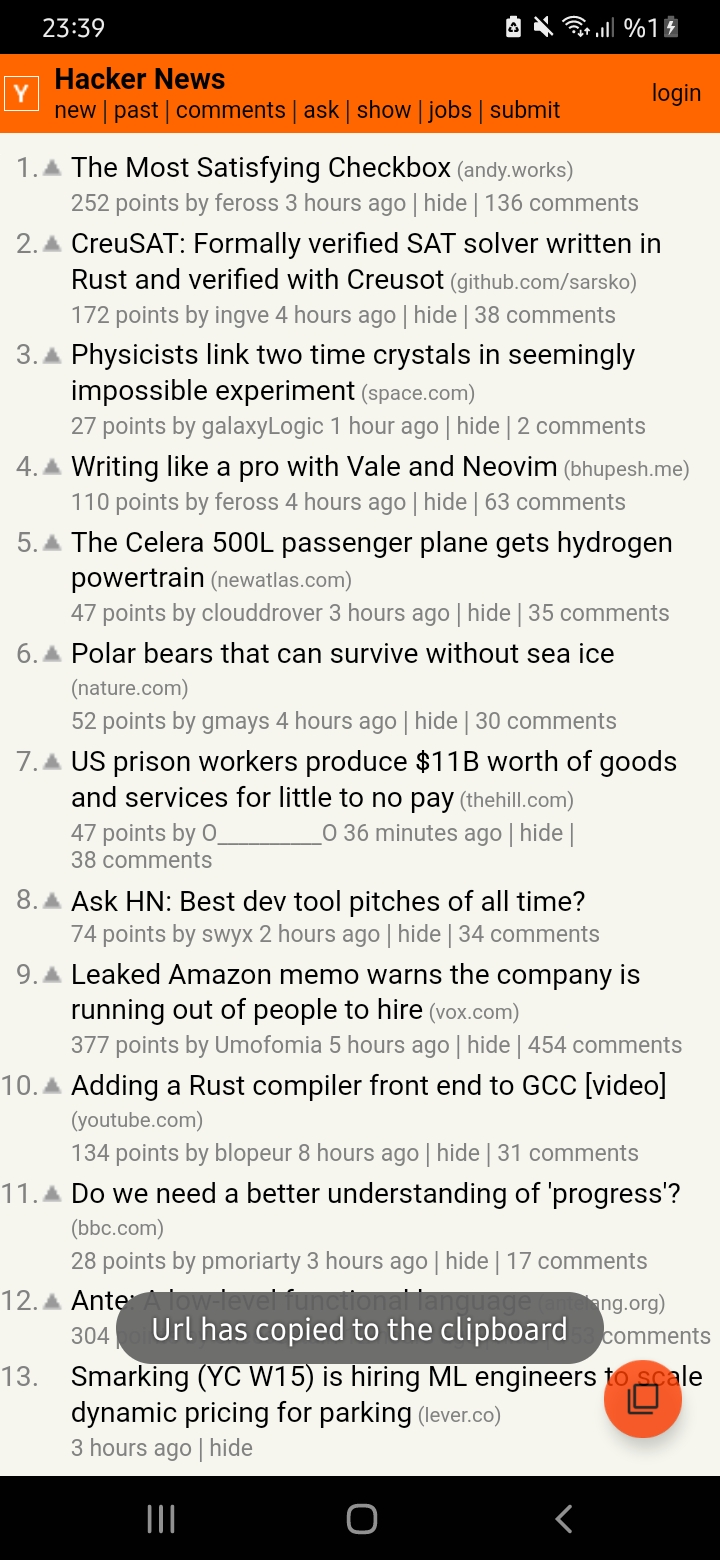 23:39 %1
Y Hacker News
new | past | comments | ask | show | jobs | submit login
1. The Most Satisfying Checkbox (andy.works)
252 points by feross 3 hours ago | hide | 136 comments
2. CreuSAT: Formally verified SAT solver written in
Rust and verified with Creusot (github.com/sarsko)
172 points by ingve 4 hours ago | hide | 38 comments
3. Physicists link two time crystals in seemingly
impossible experiment (space.com)
27 points by galaxyLogic 1 hour ago | hide | 2 comments
4. Writing like a pro with Vale and Neovim (bhupesh.me)
110 points by feross 4 hours ago | hide | 63 comments
5. The Celera 500L passenger plane gets hydrogen
powertrain (newatlas.com)
47 points by clouddrover 3 hours ago | hide | 35 comments
6. Polar bears that can survive without sea ice
(nature.com)
52 points by gmays 4 hours ago | hide | 30 comments
7. US prison workers produce $11B worth of goods
and services for little to no pay (thehill.com)
47 points by O__________O 36 minutes ago | hide |
38 comments
8. Ask HN: Best dev tool pitches of all time?
74 points by swyx 2 hours ago | hide | 34 comments
9. Leaked Amazon memo warns the company is
running out of people to hire (vox.com)
377 points by Umofomia 5 hours ago | hide | 454 comments
10. Adding a Rust compiler front end to GCC [video]
(youtube.com)
134 points by blopeur 8 hours ago | hide | 31 comments
11. Do we need a better understanding of 'progress'?
(bbc.com)
28 points by pmoriarty 3 hours ago | hide | 17 comments
12. Ante: A low-level functional language (antelang.org)
304 comments
Url has copied to the clipboard
13. Smarking (YC W15) is hiring ML engineers to scale
dynamic pricing for parking (lever.co)
3 hours ago | hide